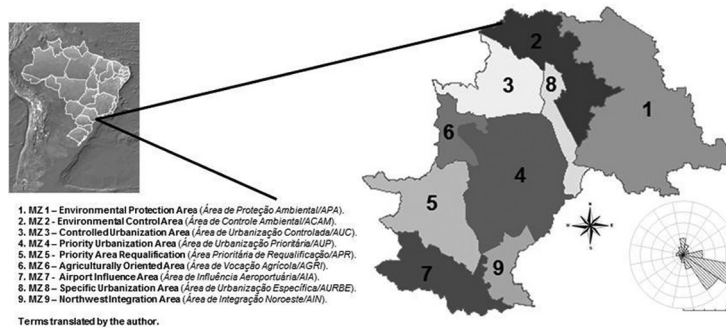 2
3
8
1
6
4
5
7
9
1. MZ 1 – Environmental Protection Area (Área de Proteção Ambiental/APA).
2. MZ 2 - Environmental Control Area (Área de Controle Ambiental/ACAM).
3. MZ 3 – Controlled Urbanization Area (Área de Urbanização Controlada/AUC).
4. MZ 4 – Priority Urbanization Area (Área de Urbanização Prioritária/AUP).
5. MZ 5 - Priority Area Requalification (Área Prioritária de Requalificação/APR).
6. MZ 6 – Agriculturally Oriented Area (Área de Vocação Agrícola/AGRI).
7. MZ 7 - Airport Influence Area (Área de Influência Aeroportuária/AIA).
8. MZ 8 – Specific Urbanization Area (Área de Urbanização Específica/AURBE).
9. MZ9 – Northwest Integration Area (Área de Integração Noroeste/AIN).
Terms translated by the author.